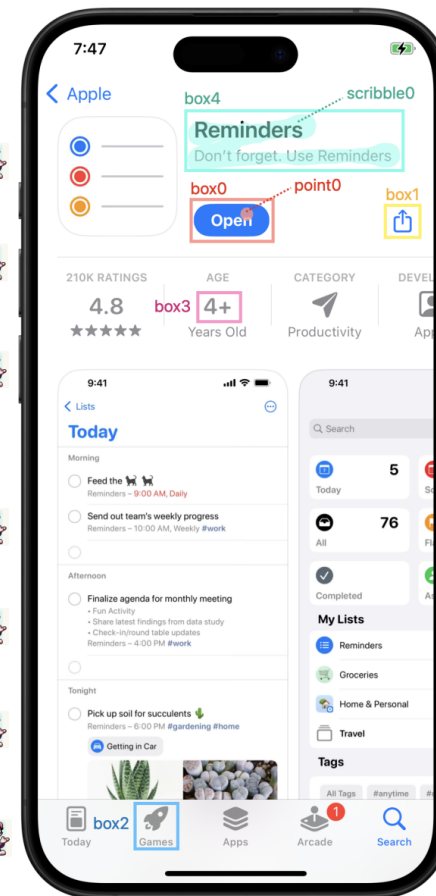 7:47
Apple
box4
scribble0
Reminders
Don't forget. Use Reminders
box0
point0
box1
Open
210K RATINGS
AGE
CATEGORY
4.8
box3
4+
Years Old
Productivity
9:41
Lists
Today
Morning
Feed the
Reminders – 9:00 AM, Daily
Send out team's weekly progress
Reminders – 10:00 AM, Weekly #work
Afternoon
Finalize agenda for monthly meeting
• Fun Activity
• Share latest findings from data study
• Check-in/round table updates
Reminders – 4:00 PM #work
Tonight
Pick up soil for succulents
Reminders – 6:00 PM #gardening #home
Getting in Car
9:41
Search
5
Today
76
All
Completed
My Lists
Reminders
Groceries
Home & Personal
Travel
Tags
All Tags #anytime
box2
1
Today
Games
Apps
Arcade
Search